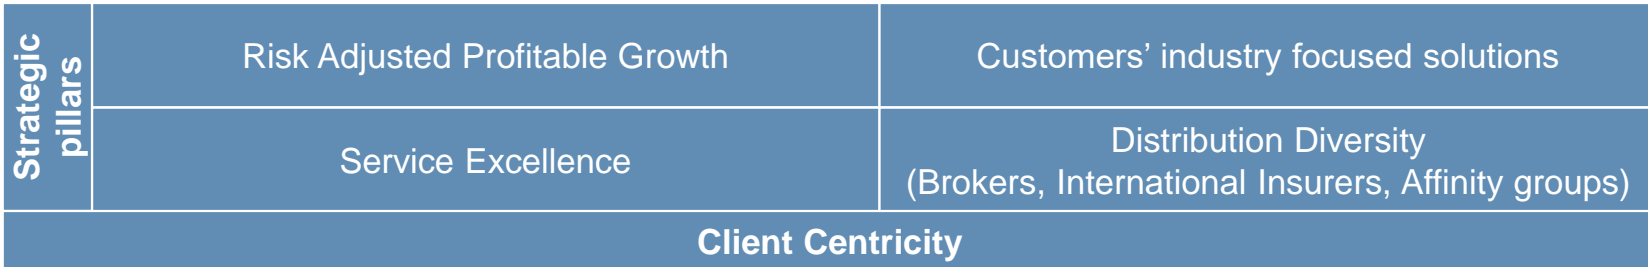 Strategic
pillars
Risk Adjusted Profitable Growth
Customers’ industry focused solutions
Service Excellence
Distribution Diversity
(Brokers, International Insurers, Affinity groups)
Client Centricity